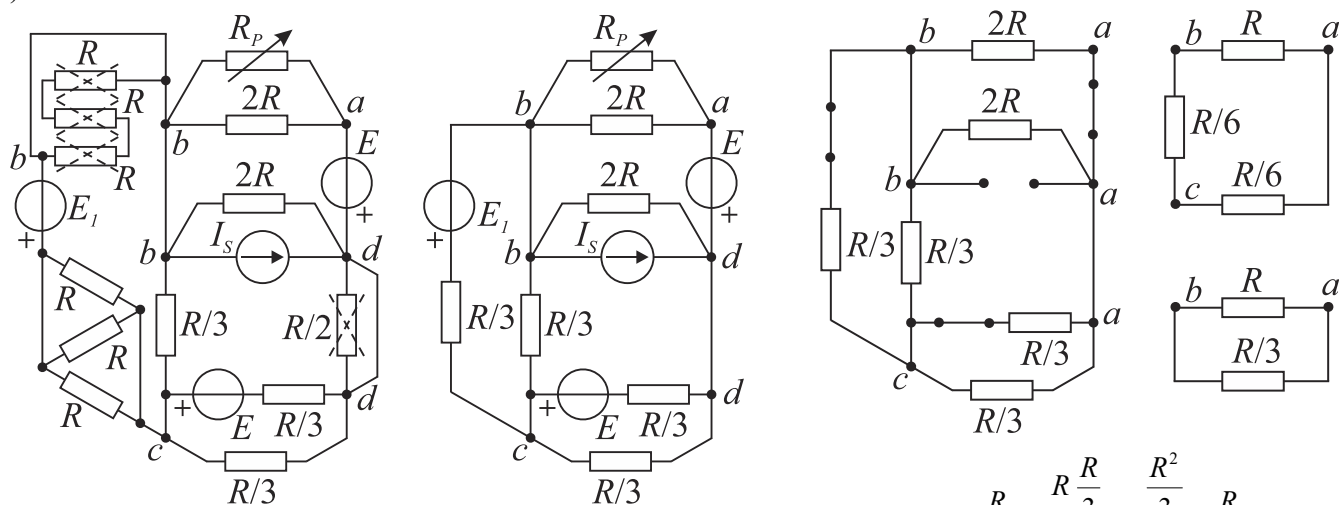 )
R
R
R
b
b
R_P
2R
a
E
+
2R
I_S
b
d
E_1
+
R
R
R
R/3
R/2
+
E
R/3
d
c
R/3
R_P
b
2R
a
E
+
2R
I_S
b
d
E_1
+
R/3
R/3
+
E
R/3
d
c
R/3
b
2R
a
2R
b
a
R/3
R/3
a
R/3
c
R/3
b
R
a
R/6
c
R/6
b
R
a
R/3